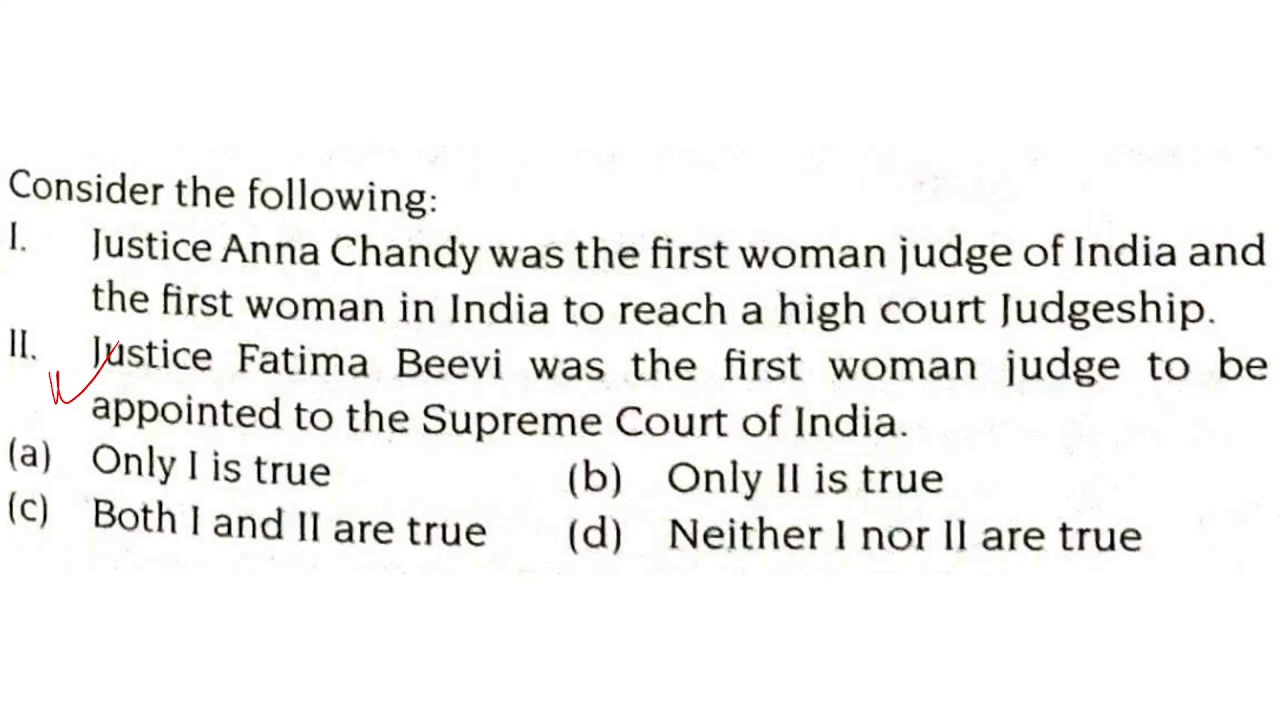 Consider the following:
I. Justice Anna Chandy was the first woman judge of India and
the first woman in India to reach a high court Judgeship.
II. Justice Fatima Beevi was the first woman judge to be
appointed to the Supreme Court of India.
(a) Only I is true (b) Only II is true
(c) Both I and II are true (d) Neither I nor II are true